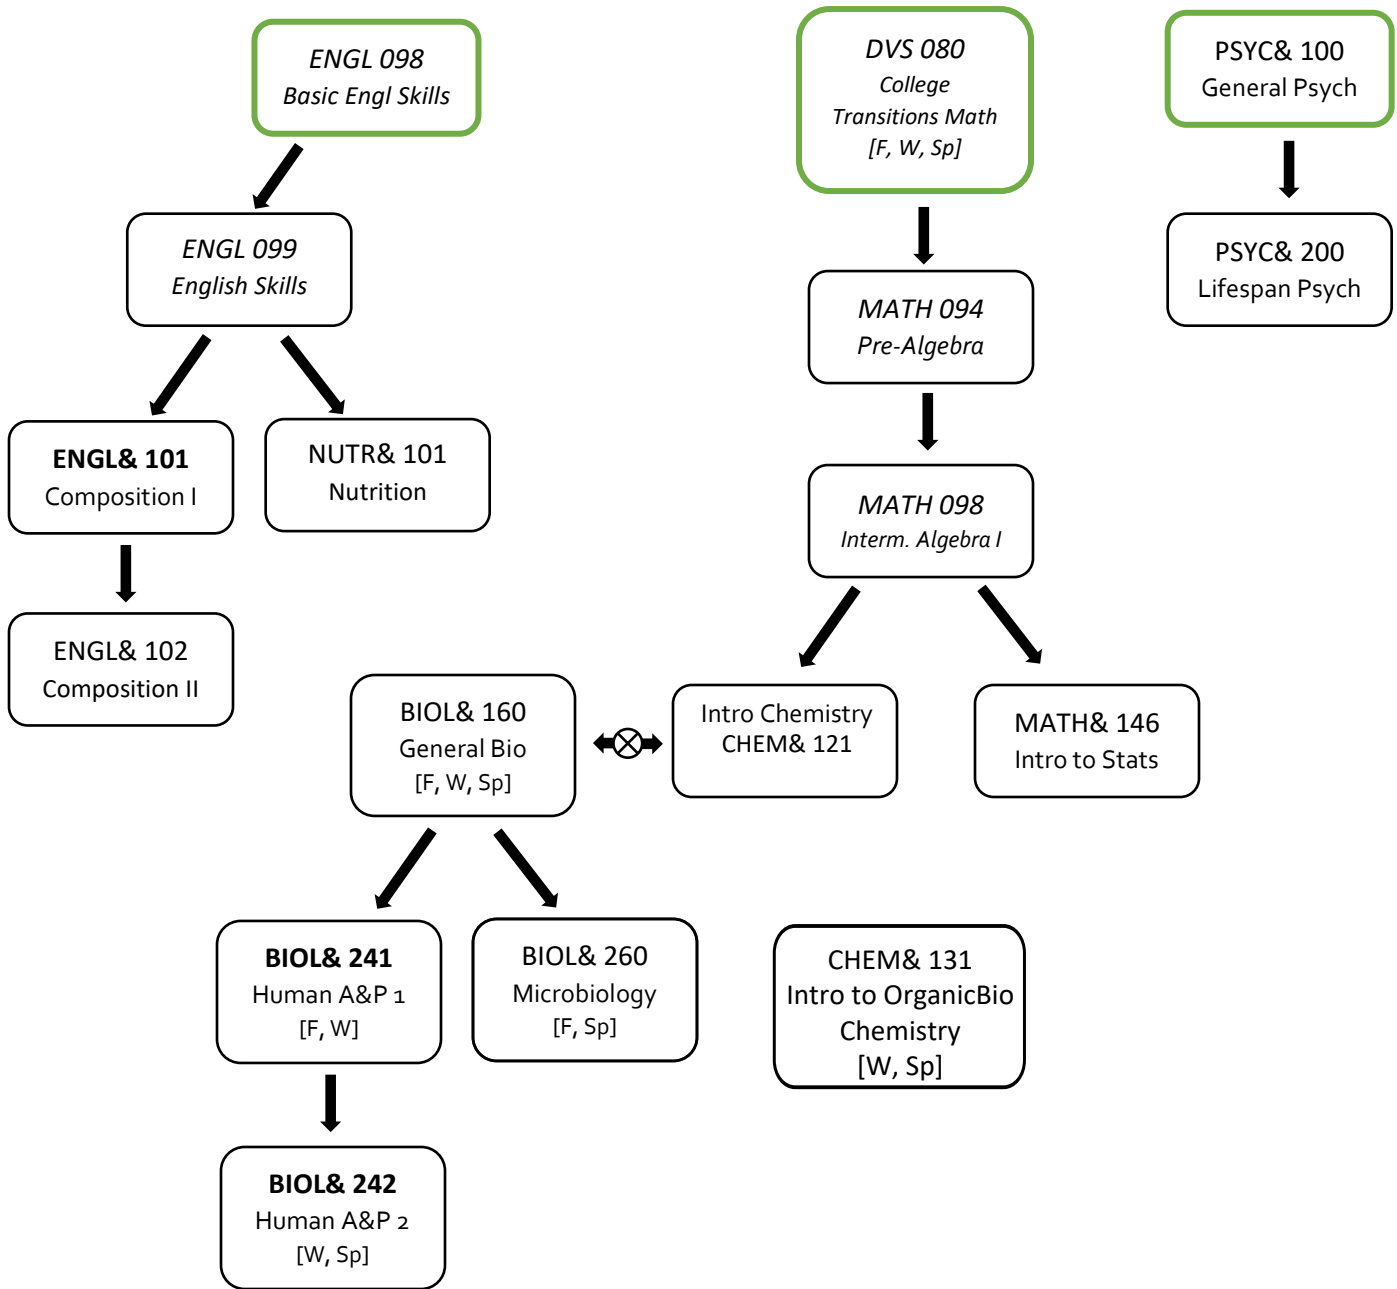 ENGL 098
Basic Engl Skills
DVS 080
College
Transitions Math
[F, W, Sp]
PSYC& 100
General Psych
ENGL 099
English Skills
PSYC& 200
Lifespan Psych
MATH 094
Pre-Algebra
ENGL& 101
Composition I
NUTR& 101
Nutrition
MATH 098
Interm. Algebra I
ENGL& 102
Composition II
BIOL& 160
General Bio
[F, W, Sp]
Intro Chemistry
CHEM& 121
MATH& 146
Intro to Stats
BIOL& 241
Human A&P 1
[F, W]
BIOL& 260
Microbiology
[F, Sp]
CHEM& 131
Intro to OrganicBio
Chemistry
[W, Sp]
BIOL& 242
Human A&P 2
[W, Sp]